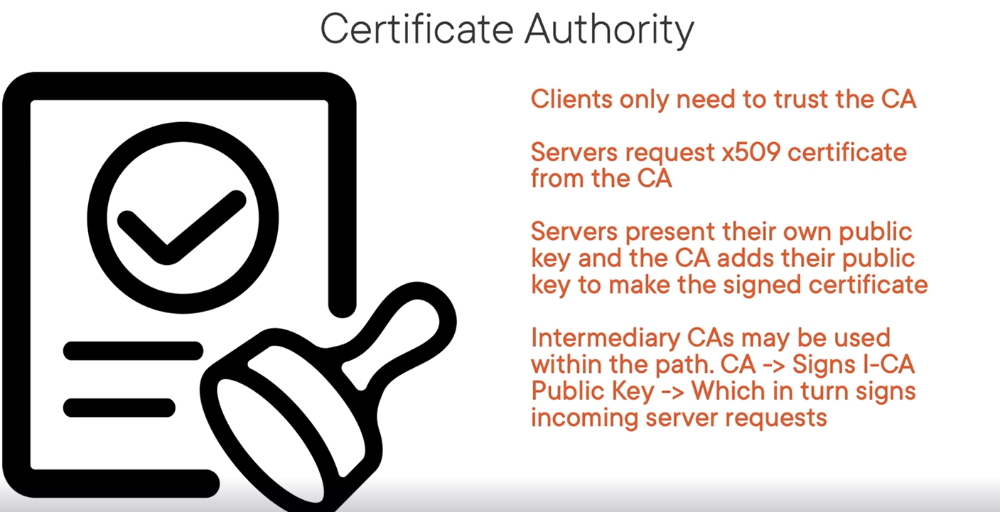 Certificate Authority
Clients only need to trust the CA
Servers request x509 certificate
from the CA
Servers present their own public
key and the CA adds their public
key to make the signed certificate
Intermediary CAs may be used
within the path. CA -> Signs I-CA
Public Key -> Which in turn signs
incoming server requests